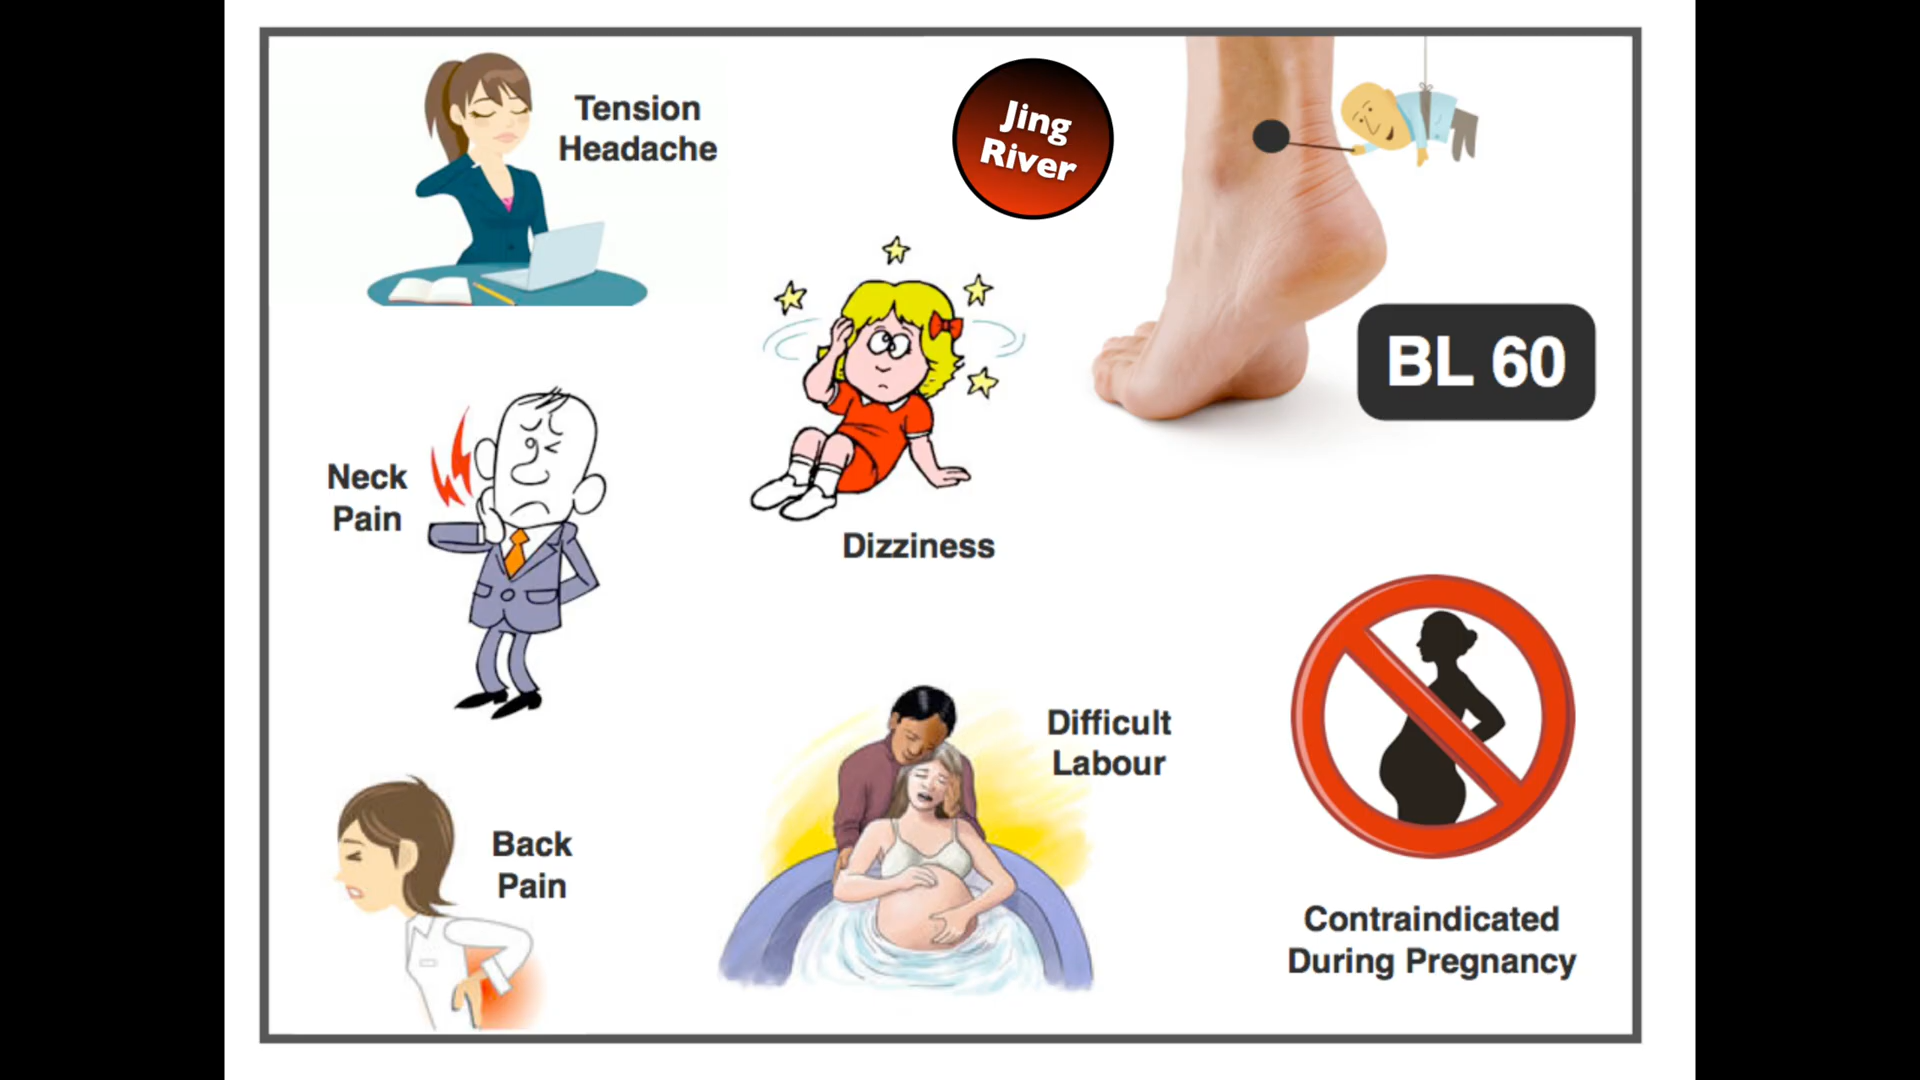 Tension
Headache
Jing
River
BL 60
Neck
Pain
Dizziness
Difficult
Labour
Back
Pain
Contraindicated
During Pregnancy